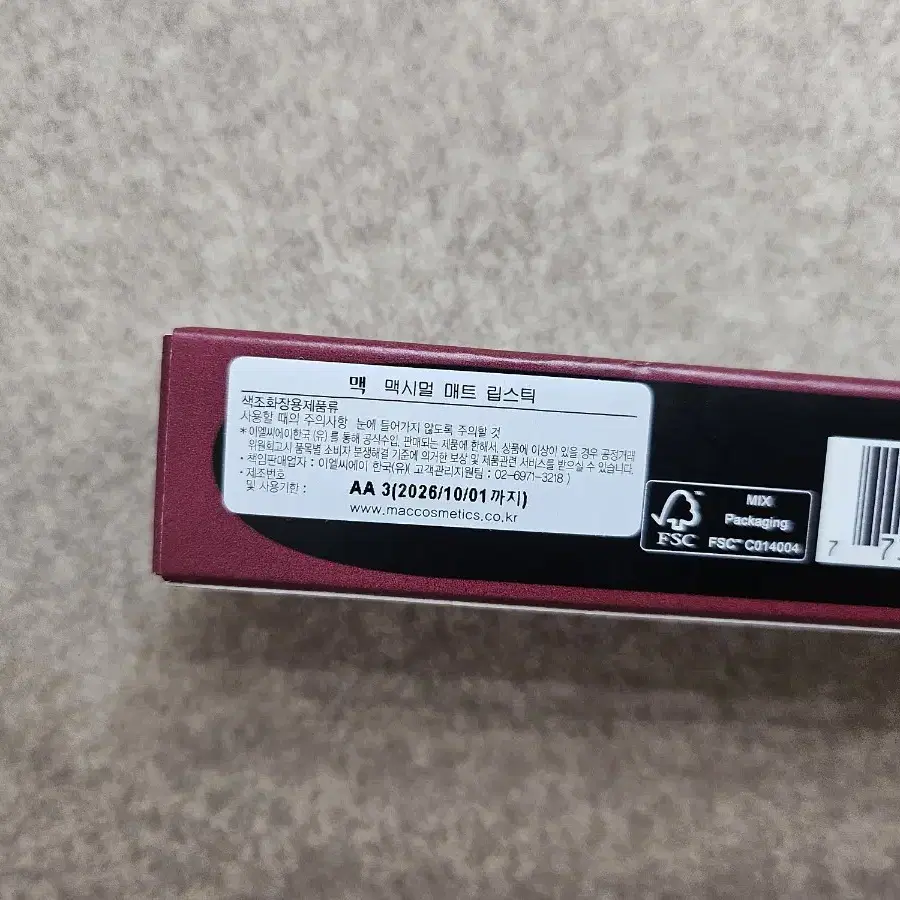 맥 맥시멀 매트 립스틱
색조화장용제품류
사용할 때의 주의사항 눈에 들어가지 않도록 주의할 것
*이엘씨에이한국 (유)를 통해 공식수입, 판매되는 제품에 한해서, 상품에 이상이 있을 경우 공정거래
위원회고시 품목별 소비자 분쟁해결 기준에 의거한 보상 및 제품관련 서비스를 받으실 수 있습니다.
· 책임판매업자 : 이엘씨에이 한국(유)( 고객관리지원팀 : 02-6971-3218 )
· 제조번호
및 사용기한 : AA 3(2026/10/01까지)
www.maccosmetics.co.kr
FSC™
MIX
Packaging
FSC™ C014004
7